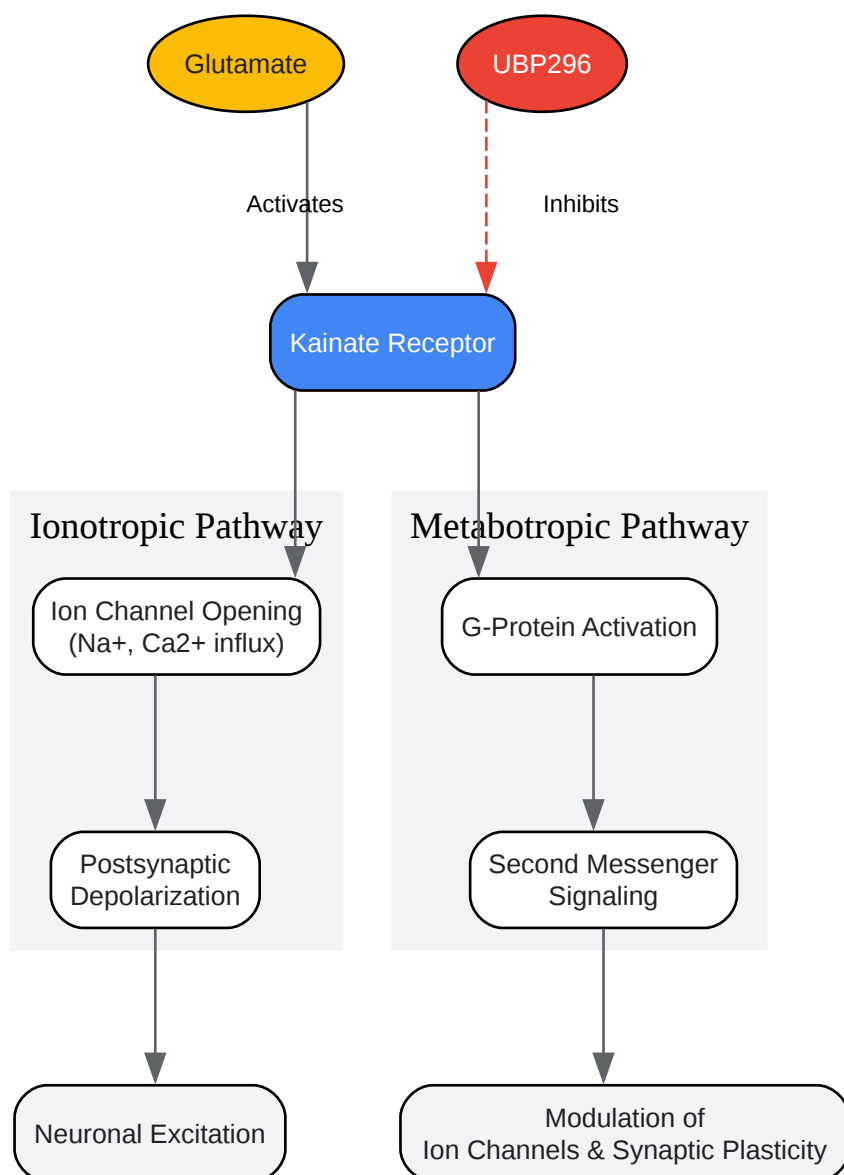 Glutamate
UBP296
Activates
Inhibits
Kainate Receptor
Ionotropic Pathway
Metabotropic Pathway
Ion Channel Opening
(Na+, Ca2+ influx)
G-Protein Activation
Postsynaptic
Depolarization
Second Messenger
Signaling
Neuronal Excitation
Modulation of
Ion Channels & Synaptic Plasticity